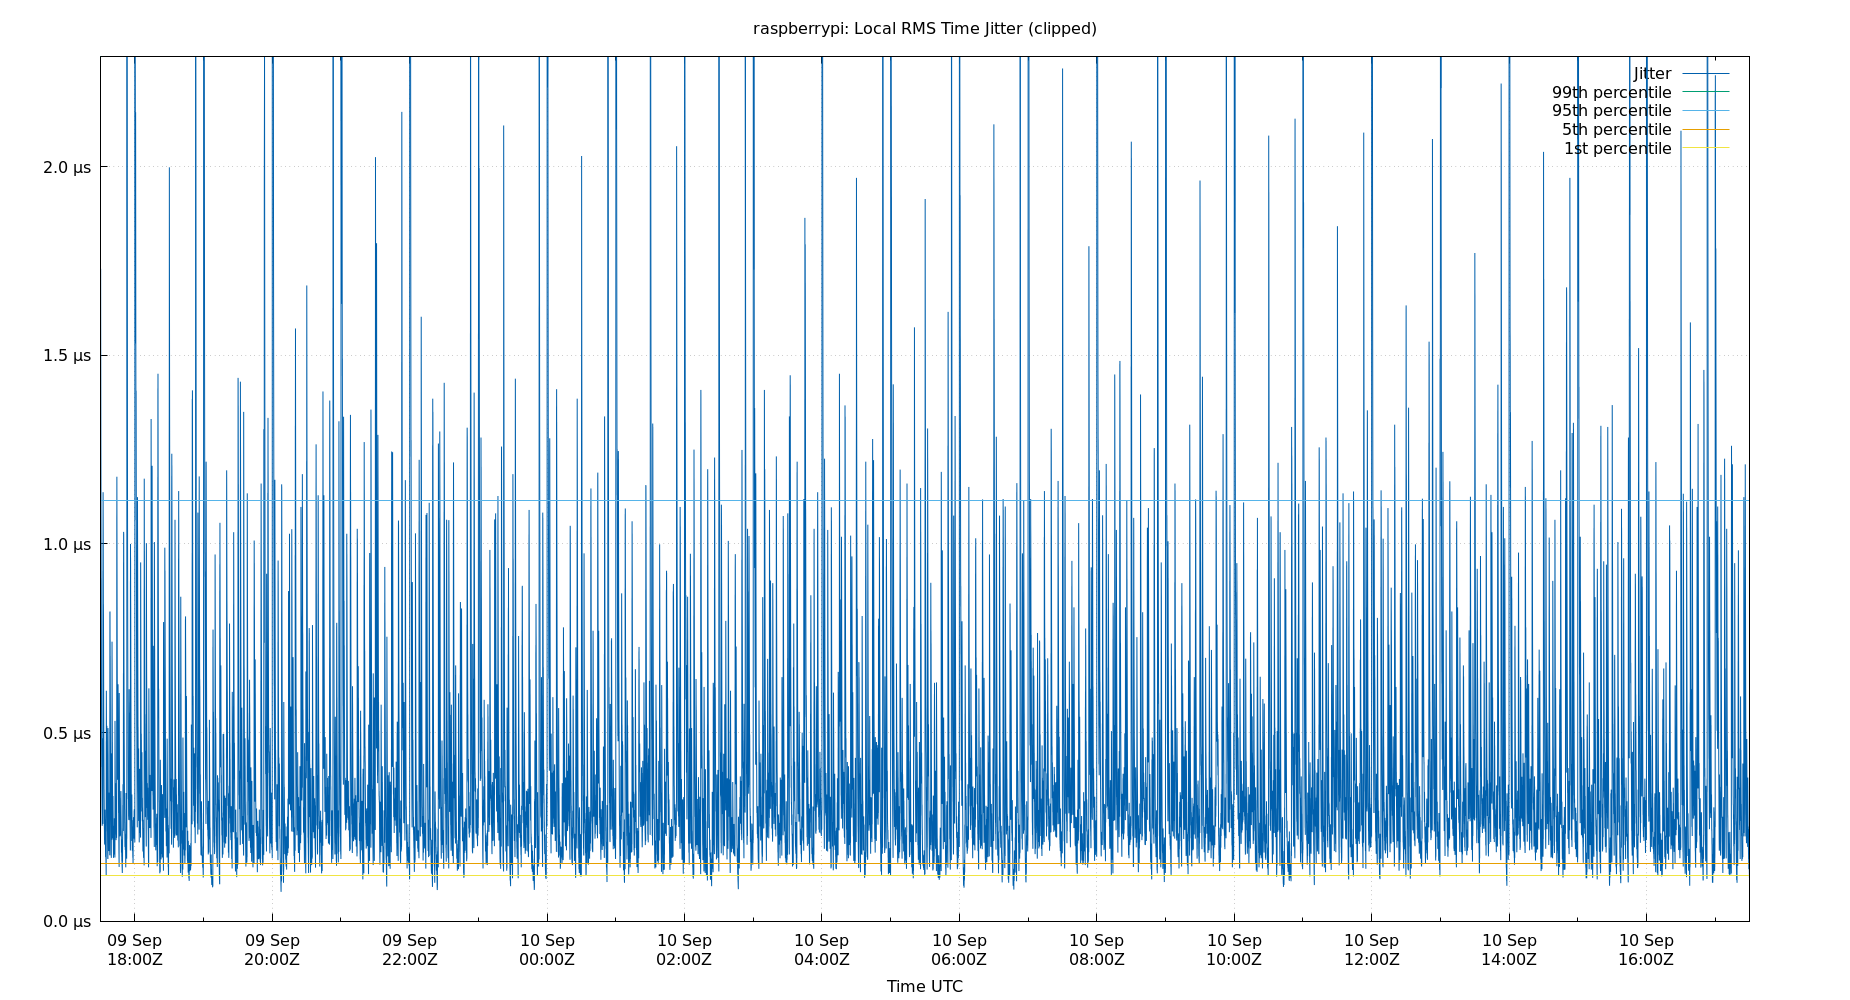 raspberrypi: Local RMS Time Jitter (clipped)
Jitter
99th percentile
95th percentile
5th percentile
1st percentile
2.0 µs
1.5 µs
1.0 µs
0.5 µs
0.0 µs
09 Sep 09 Sep 09 Sep 10 Sep 10 Sep 10 Sep 10 Sep 10 Sep 10 Sep 10 Sep 10 Sep 10 Sep
18:00Z 20:00Z 22:00Z 00:00Z 02:00Z 04:00Z 06:00Z 08:00Z 10:00Z 12:00Z 14:00Z 16:00Z
Time UTC